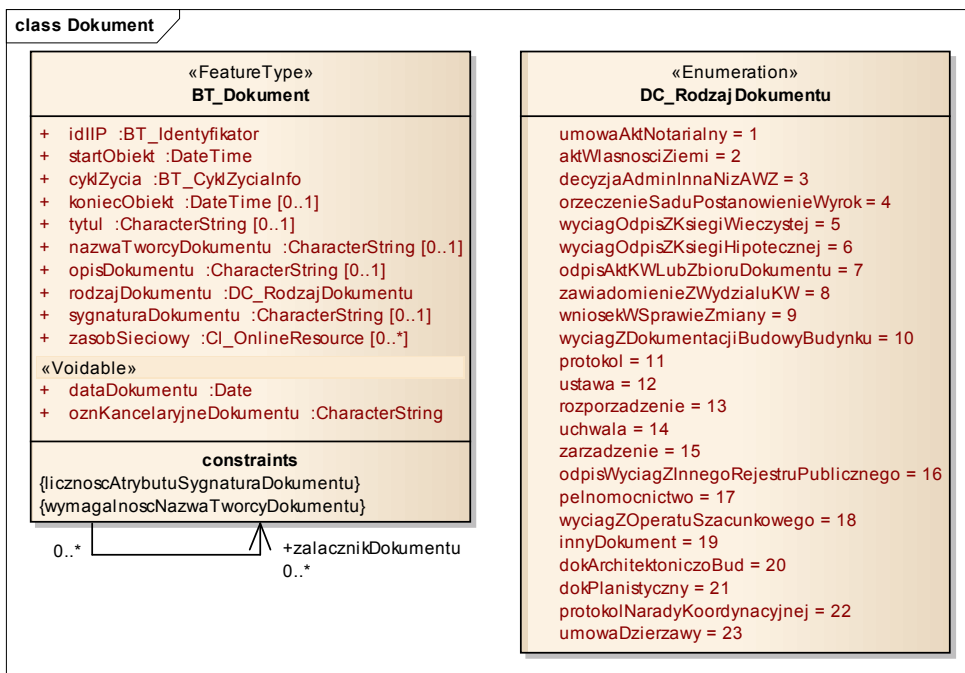 class Dokument
«FeatureType»
BT_Dokument
+ idIIP :BT_Identyfikator
+ startObiekt :DateTime
+ cyklZycia :BT_CyklZyciaInfo
+ koniecObiekt :DateTime [0..1]
+ tytul :CharacterString [0..1]
+ nazwaTworcyDokumentu :CharacterString [0..1]
+ opisDokumentu :CharacterString [0..1]
+ rodzajDokumentu :DC_RodzajDokumentu
+ sygnaturaDokumentu :CharacterString [0..1]
+ zasobSieciowy :CI_OnlineResource [0..*]
«Voidable»
+ dataDokumentu :Date
+ oznKancelaryjneDokumentu :CharacterString
constraints
{licznoscAtrybutuSygnaturaDokumentu}
{wymagalnoscNazwaTworcyDokumentu}
0..*
+zalacznikDokumentu
0..*
«Enumeration»
DC_RodzajDokumentu
umowaAktNotarialny = 1
aktWlasnosciZiemi = 2
decyzjaAdminInnaNizAWZ = 3
orzeczenieSaduPostanowienieWyrok = 4
wyciagOdpisZKsiegiWieczystej = 5
wyciagOdpisZKsiegiHipotecznej = 6
odpisAktKWLubZbioruDokumentu = 7
zawiadomienieZWydzialuKW = 8
wniosekWSprawieZmiany = 9
wyciagZDokumentacjiBudowyBudynku = 10
protokol = 11
ustawa = 12
rozporzadzenie = 13
uchwala = 14
zarzadzenie = 15
odpisWyciagZInnegoRejestruPublicznego = 16
pelnomocnictwo = 17
wyciagZOperatuSzacunkowego = 18
innyDokument = 19
dokArchitektoniczoBud = 20
dokPlanistyczny = 21
protokolNaradyKoordynacyjnej = 22
umowaDzierzawy = 23